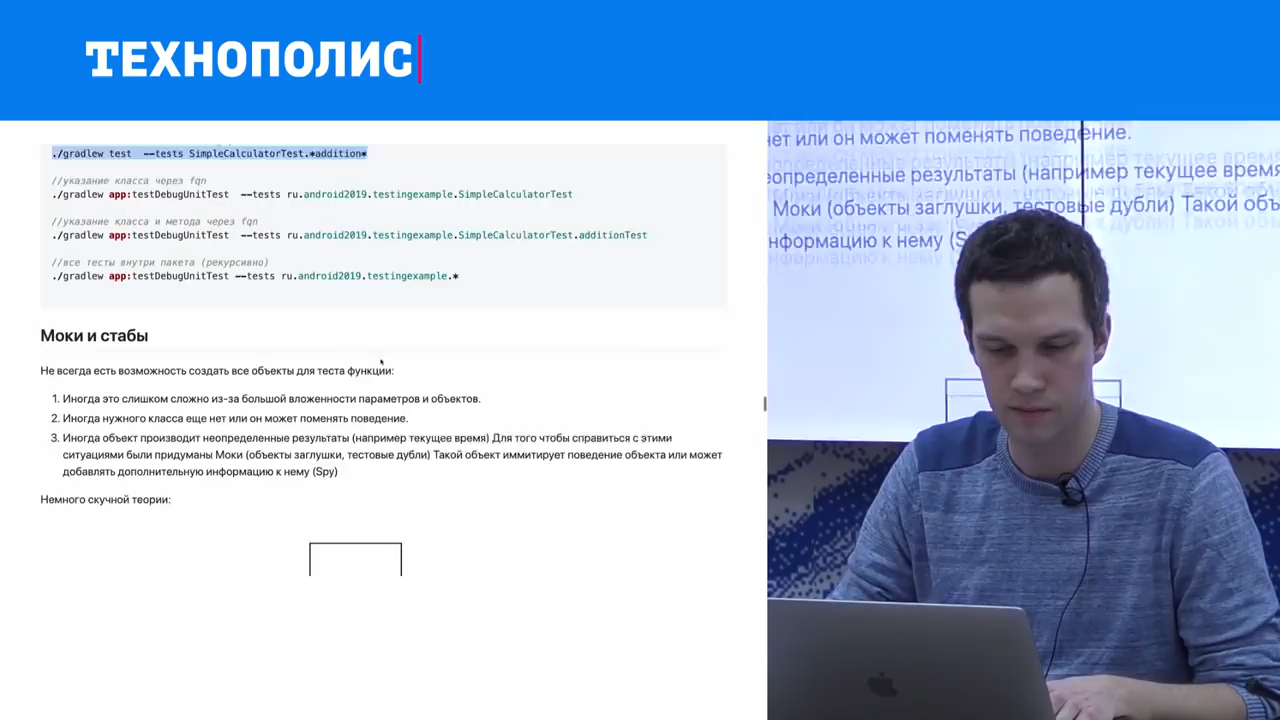 ТЕХНОПОЛИС
./gradlew test --tests SimpleCalculatorTest.*addition*
//указание класса через fqn
./gradlew app:testDebugUnitTest --tests ru.android2019.testingexample.SimpleCalculatorTest
//указание класса и метода через fqn
./gradlew app:testDebugUnitTest --tests ru.android2019.testingexample.SimpleCalculatorTest.additionTest
//все тесты внутри пакета (рекурсивно)
./gradlew app:testDebugUnitTest --tests ru.android2019.testingexample.*
Моки и стабы
Не всегда есть возможность создать все объекты для теста функции:
1. Иногда это слишком сложно из-за большой вложенности параметров и объектов.
2. Иногда нужного класса еще нет или он может поменять поведение.
3. Иногда объект производит неопределенные результаты (например текущее время) Для того чтобы справиться с этими
ситуациями были придуманы Моки (объекты заглушки, тестовые дубли) Такой объект иммитирует поведение объекта или может
добавлять дополнительную информацию к нему (Spy)
Немного скучной теории:
нет или он может поменять поведение.
еопределенные результаты (например текущее время
Моки (объекты заглушки, тестовые дубли) Такой объ
нформацию к нему (S